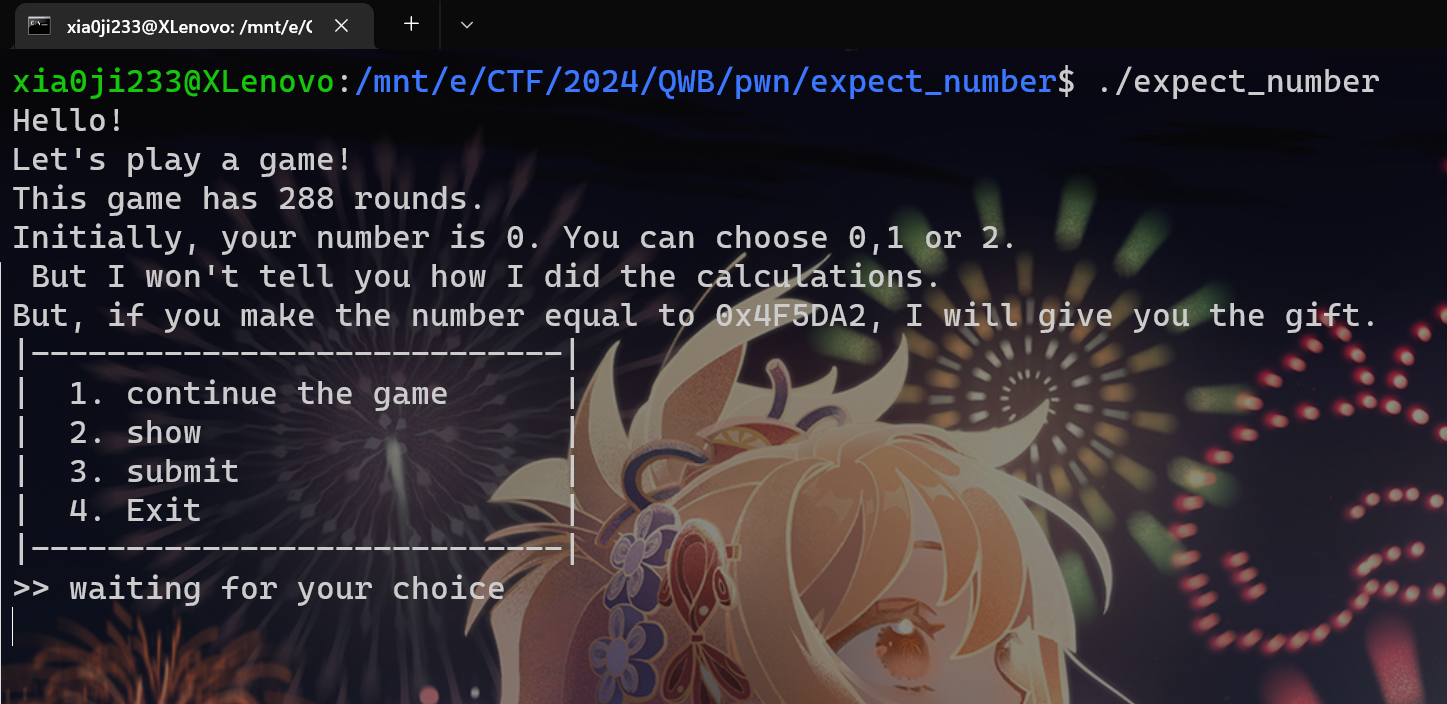 xia0ji233@XLenovo: /mnt/e/C
xia0ji233@XLenovo:/mnt/e/CTF/2024/QWB/pwn/expect_number$ ./expect_number
Hello!
Let's play a game!
This game has 288 rounds.
Initially, your number is 0. You can choose 0,1 or 2.
 But I won't tell you how I did the calculations.
But, if you make the number equal to 0x4F5DA2, I will give you the gift.
|----------------------------|
|   1. continue the game      |
|   2. show                   |
|   3. submit                 |
|   4. Exit                   |
|----------------------------|
>> waiting for your choice